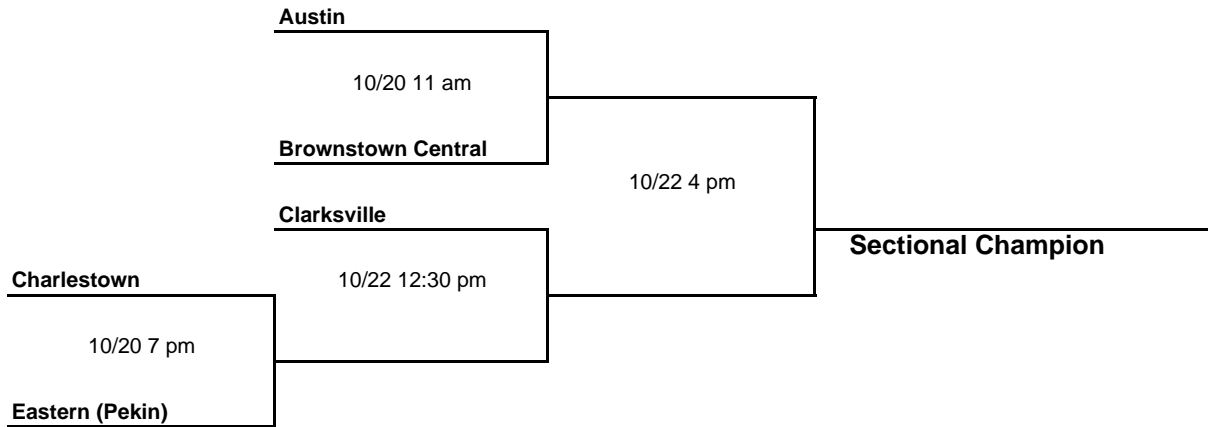 Austin
10/20 11 am
Brownstown Central
10/22 4 pm
Clarksville
Sectional Champion
Charlestown
10/22 12:30 pm
10/20 7 pm
Eastern (Pekin)